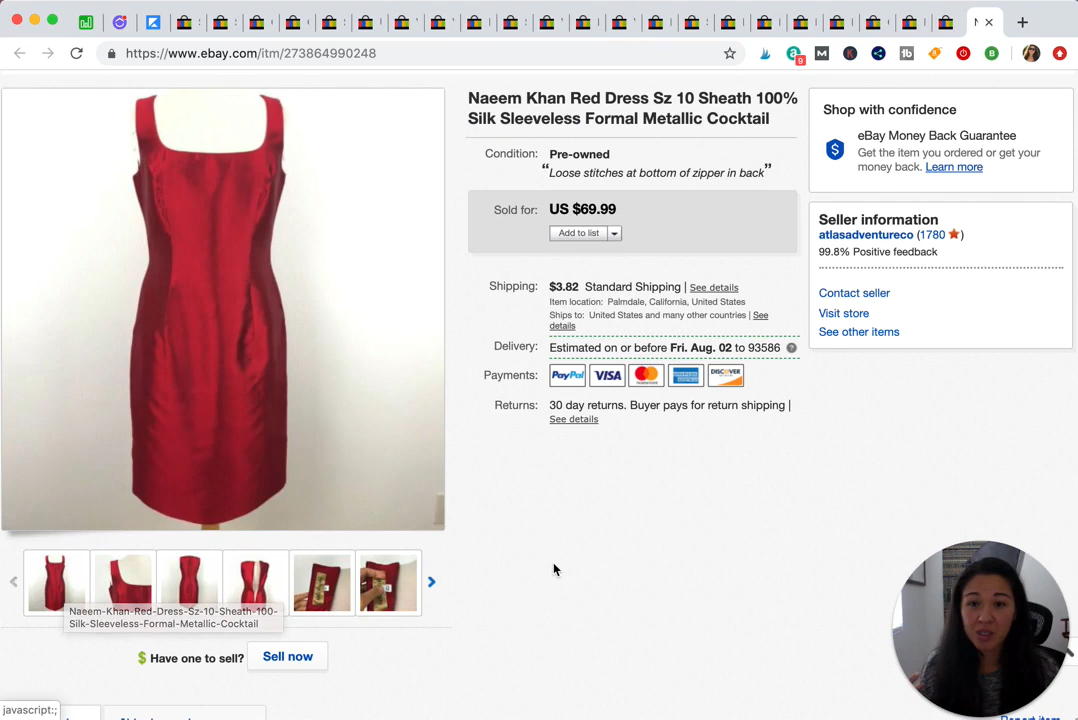 https://www.ebay.com/itm/273864990248
9
M
K
tb
B
Naeem Khan Red Dress Sz 10 Sheath 100%
Silk Sleeveless Formal Metallic Cocktail
Condition: Pre-owned
“Loose stitches at bottom of zipper in back”
Sold for: US $69.99
Add to list
Shipping: $3.82 Standard Shipping | See details
Item location: Palmdale, California, United States
Ships to: United States and many other countries | See
details
Delivery: Estimated on or before Fri. Aug. 02 to 93586 ?
Payments: PayPal VISA MasterCard AMERICAN EXPRESS DISCOVER
Returns: 30 day returns. Buyer pays for return shipping |
See details
Shop with confidence
eBay Money Back Guarantee
Get the item you ordered or get your
money back. Learn more
Seller information
atlasadventureco (1780 )
99.8% Positive feedback
Contact seller
Visit store
See other items
Naeem-Khan-Red-Dress-Sz-10-Sheath-100-
Silk-Sleeveless-Formal-Metallic-Cocktail
$ Have one to sell? Sell now
javascript:;
Report item